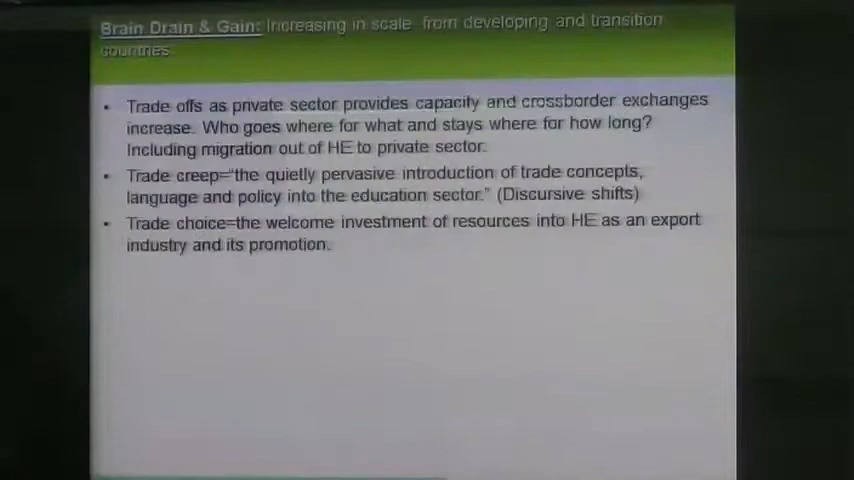 Brain Drain & Gain: Increasing in scale from developing and transition
countries.
• Trade offs as private sector provides capacity and crossborder exchanges
increase. Who goes where for what and stays where for how long?
Including migration out of HE to private sector.
• Trade creep=“the quietly pervasive introduction of trade concepts,
language and policy into the education sector.” (Discursive shifts)
• Trade choice=the welcome investment of resources into HE as an export
industry and its promotion.